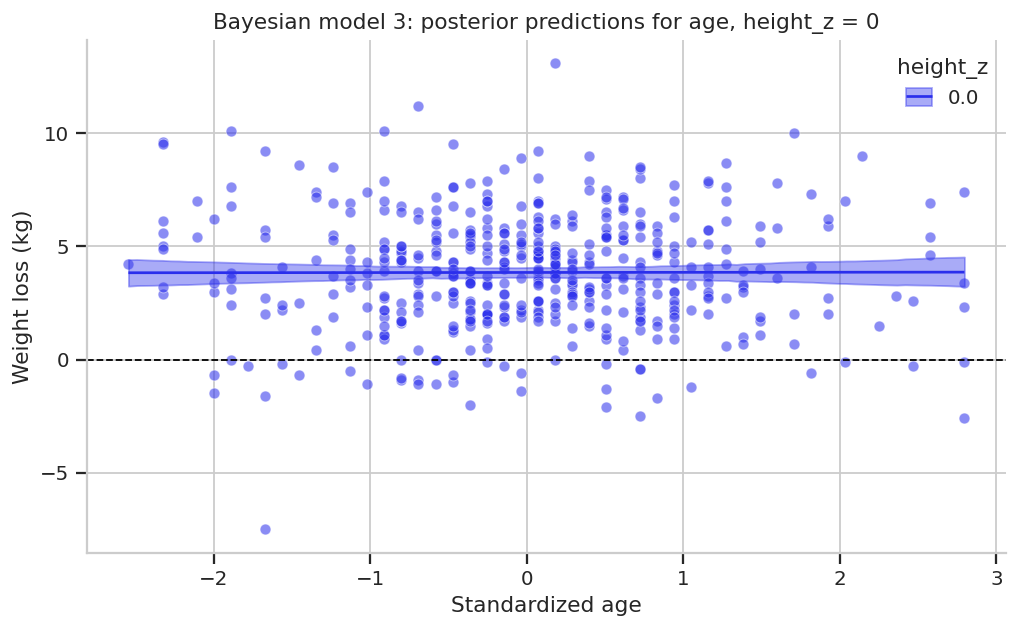 Bayesian model 3: posterior predictions for age, height_z = 0
height_z
0.0
10
5
0
−5
Weight loss (kg)
−2
−1
0
1
2
3
Standardized age